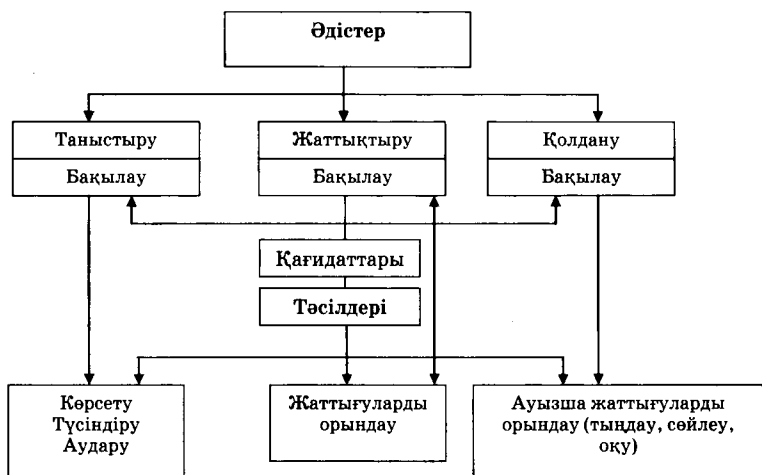 Әдістер
Таныстыру
Жаттықтыру
Қолдану
Бақылау
Бақылау
Бақылау
Қағидаттары
Тәсілдері
Көрсету
Түсіндіру
Аудару
Жаттығуларды
орындау
Ауызша жаттығуларды
орындау (тыңдау, сөйлеу,
оқу)